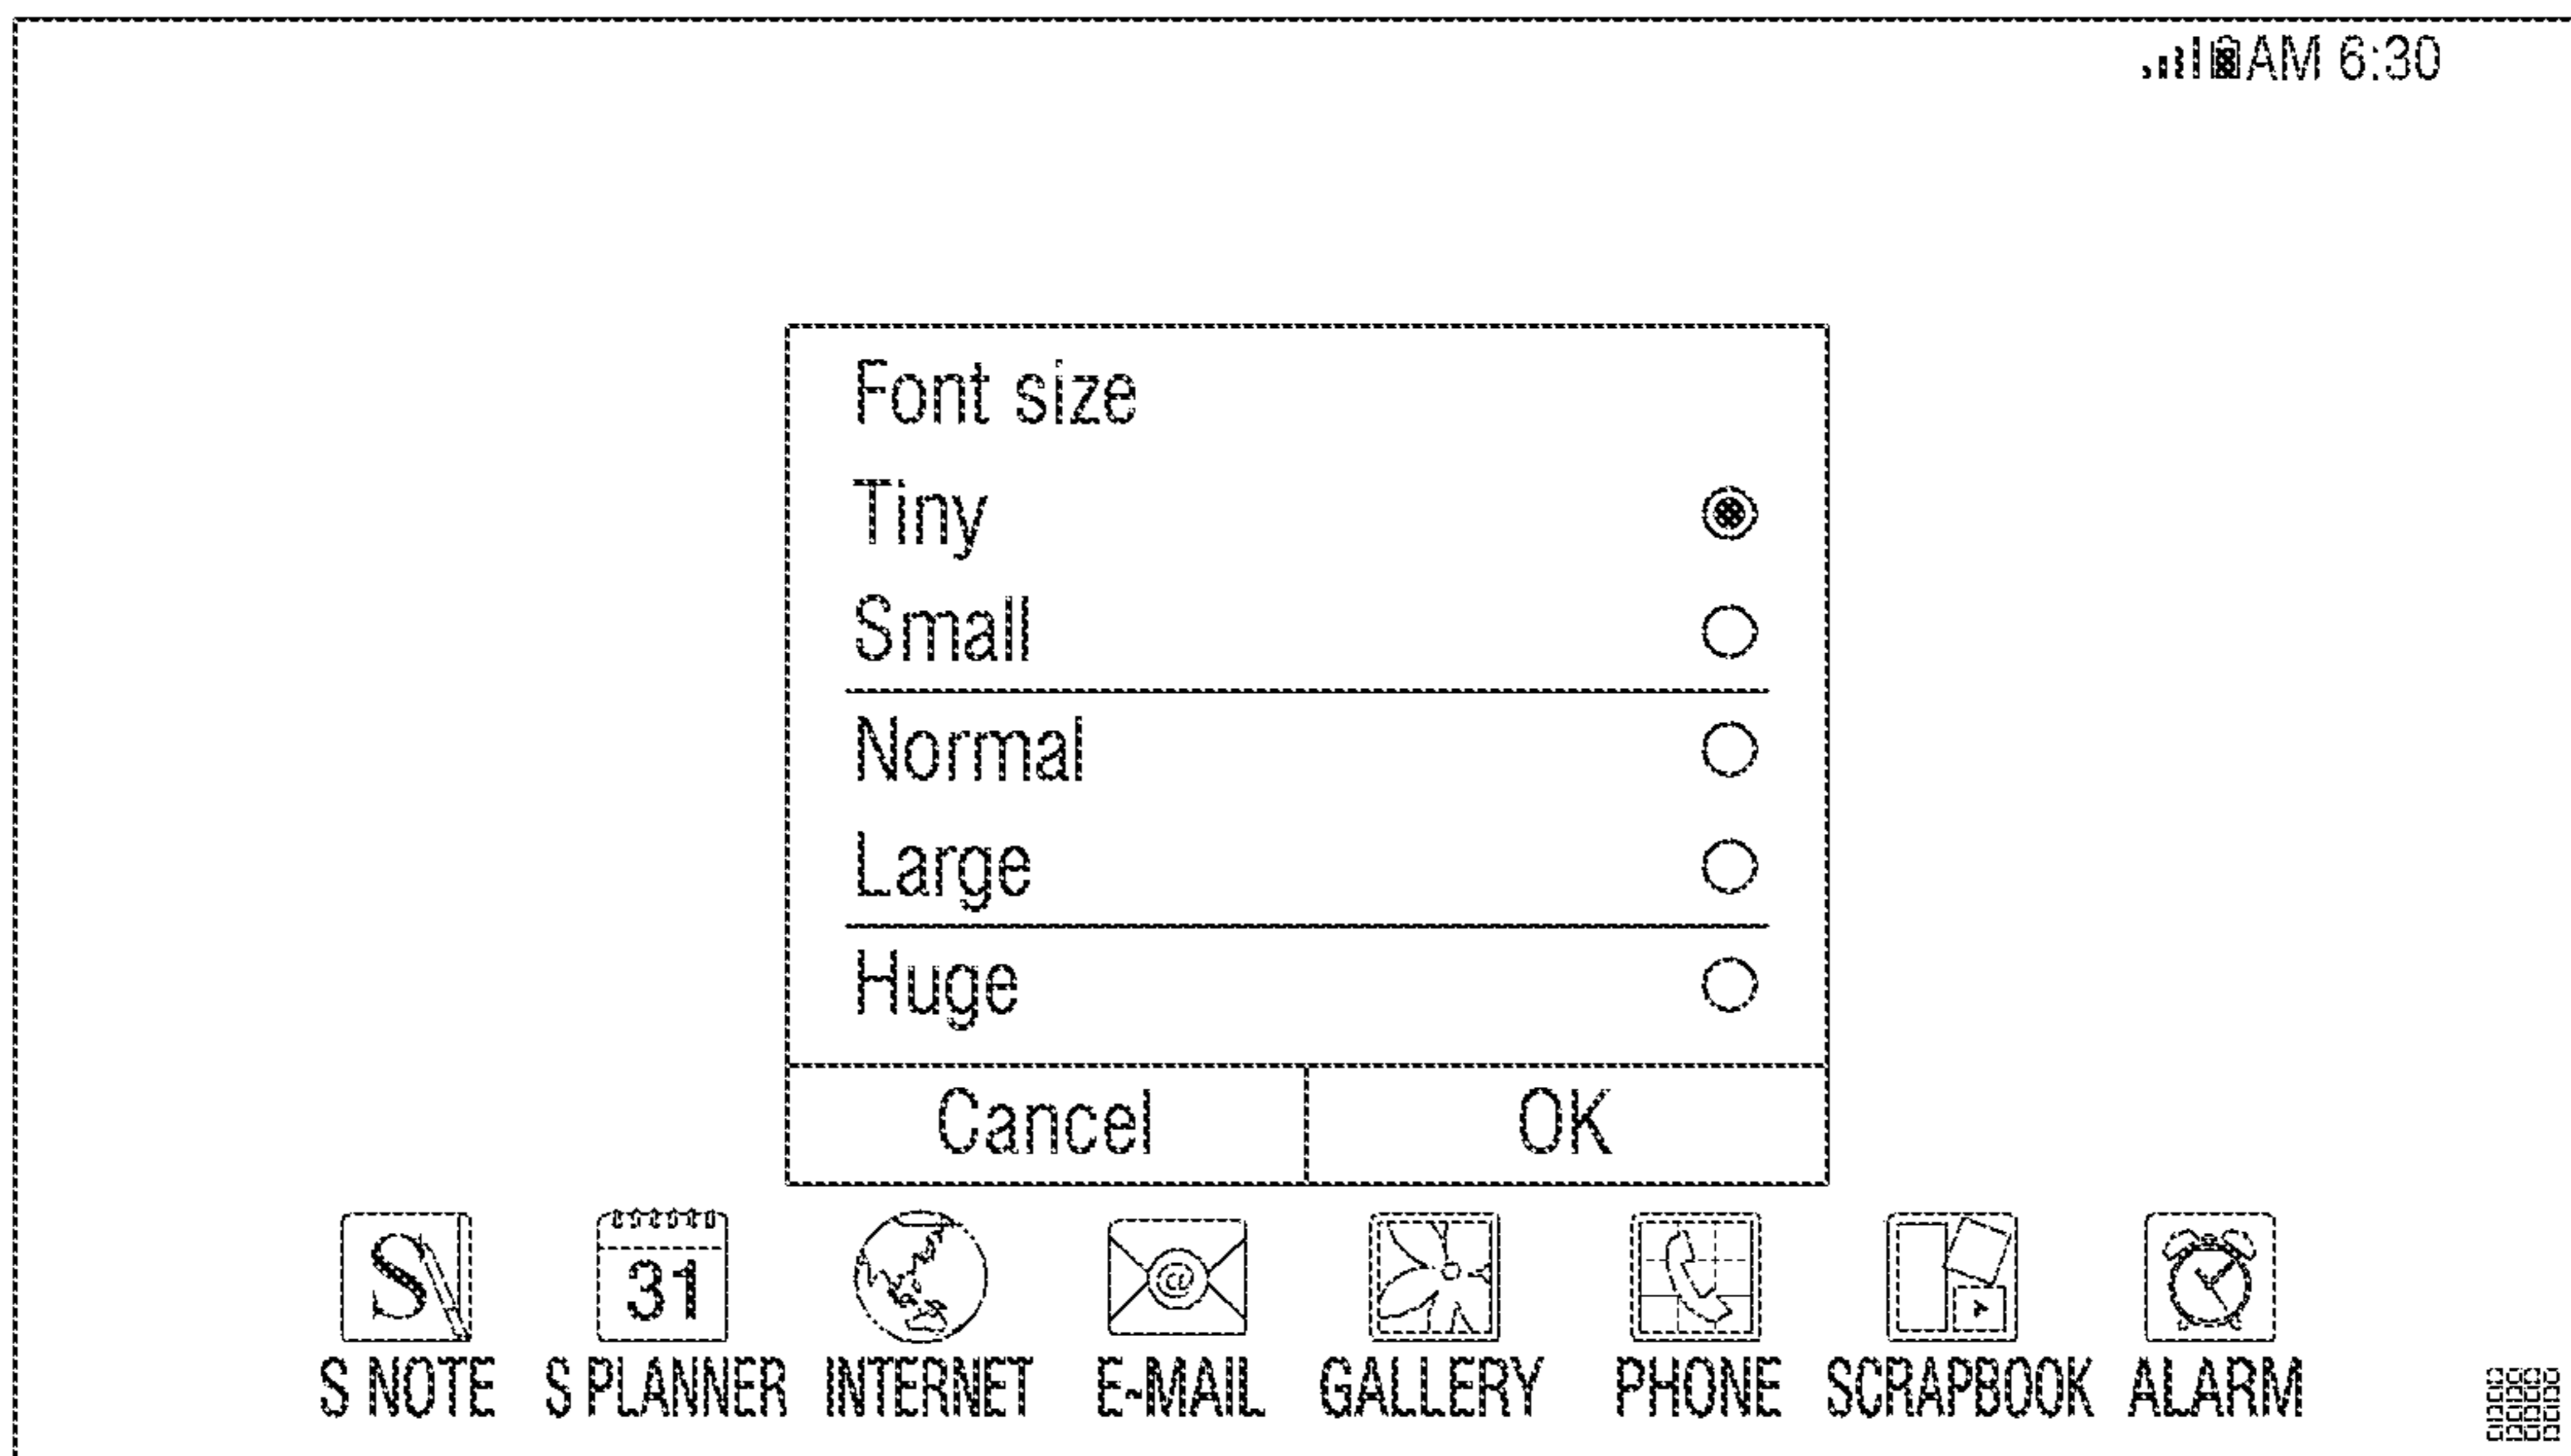 AM 6:30
Font size
Tiny
Small
Normal
Large
Huge
Cancel OK
S 31 @
S NOTE S PLANNER INTERNET E-MAIL GALLERY PHONE SCRAPBOOK ALARM